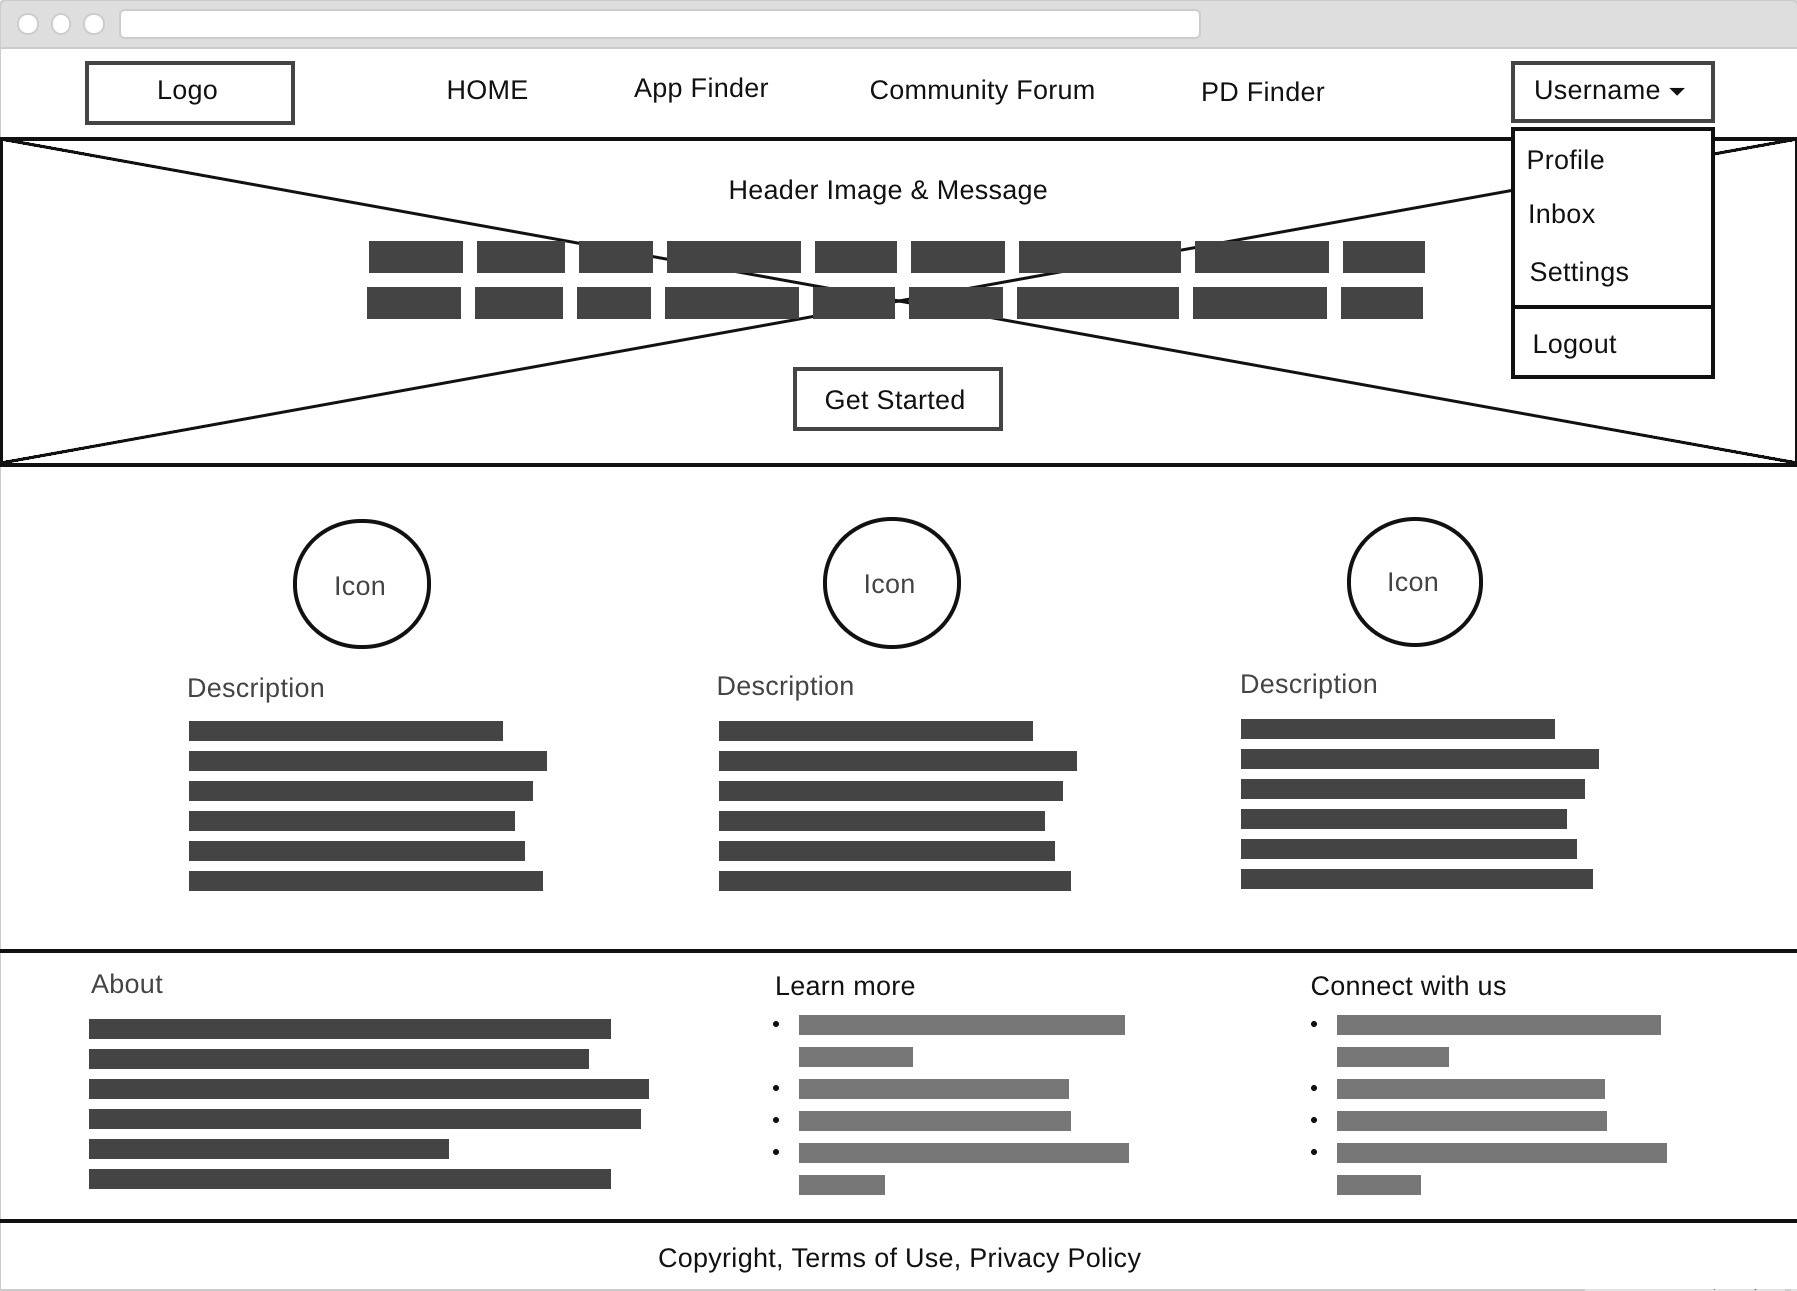 Logo
HOME
App Finder
Community Forum
PD Finder
Username
Profile
Inbox
Settings
Logout
Header Image & Message
Get Started
Icon
Icon
Icon
Description
Description
Description
About
Learn more
Connect with us
Copyright, Terms of Use, Privacy Policy